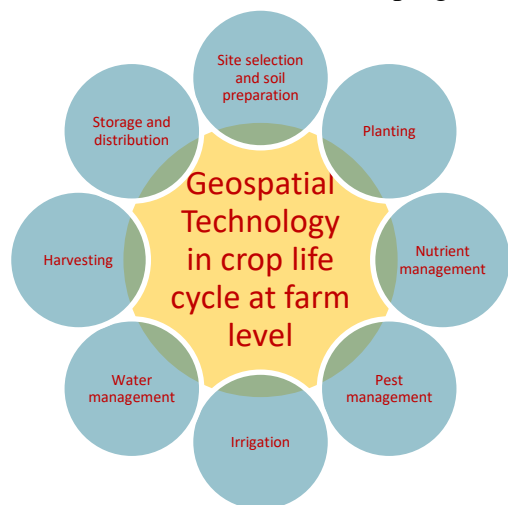 Site selection
and soil
preparation
Planting
Nutrient
management
Pest
management
Irrigation
Water
management
Harvesting
Storage and
distribution
Geospatial
Technology
in crop life
cycle at farm
level